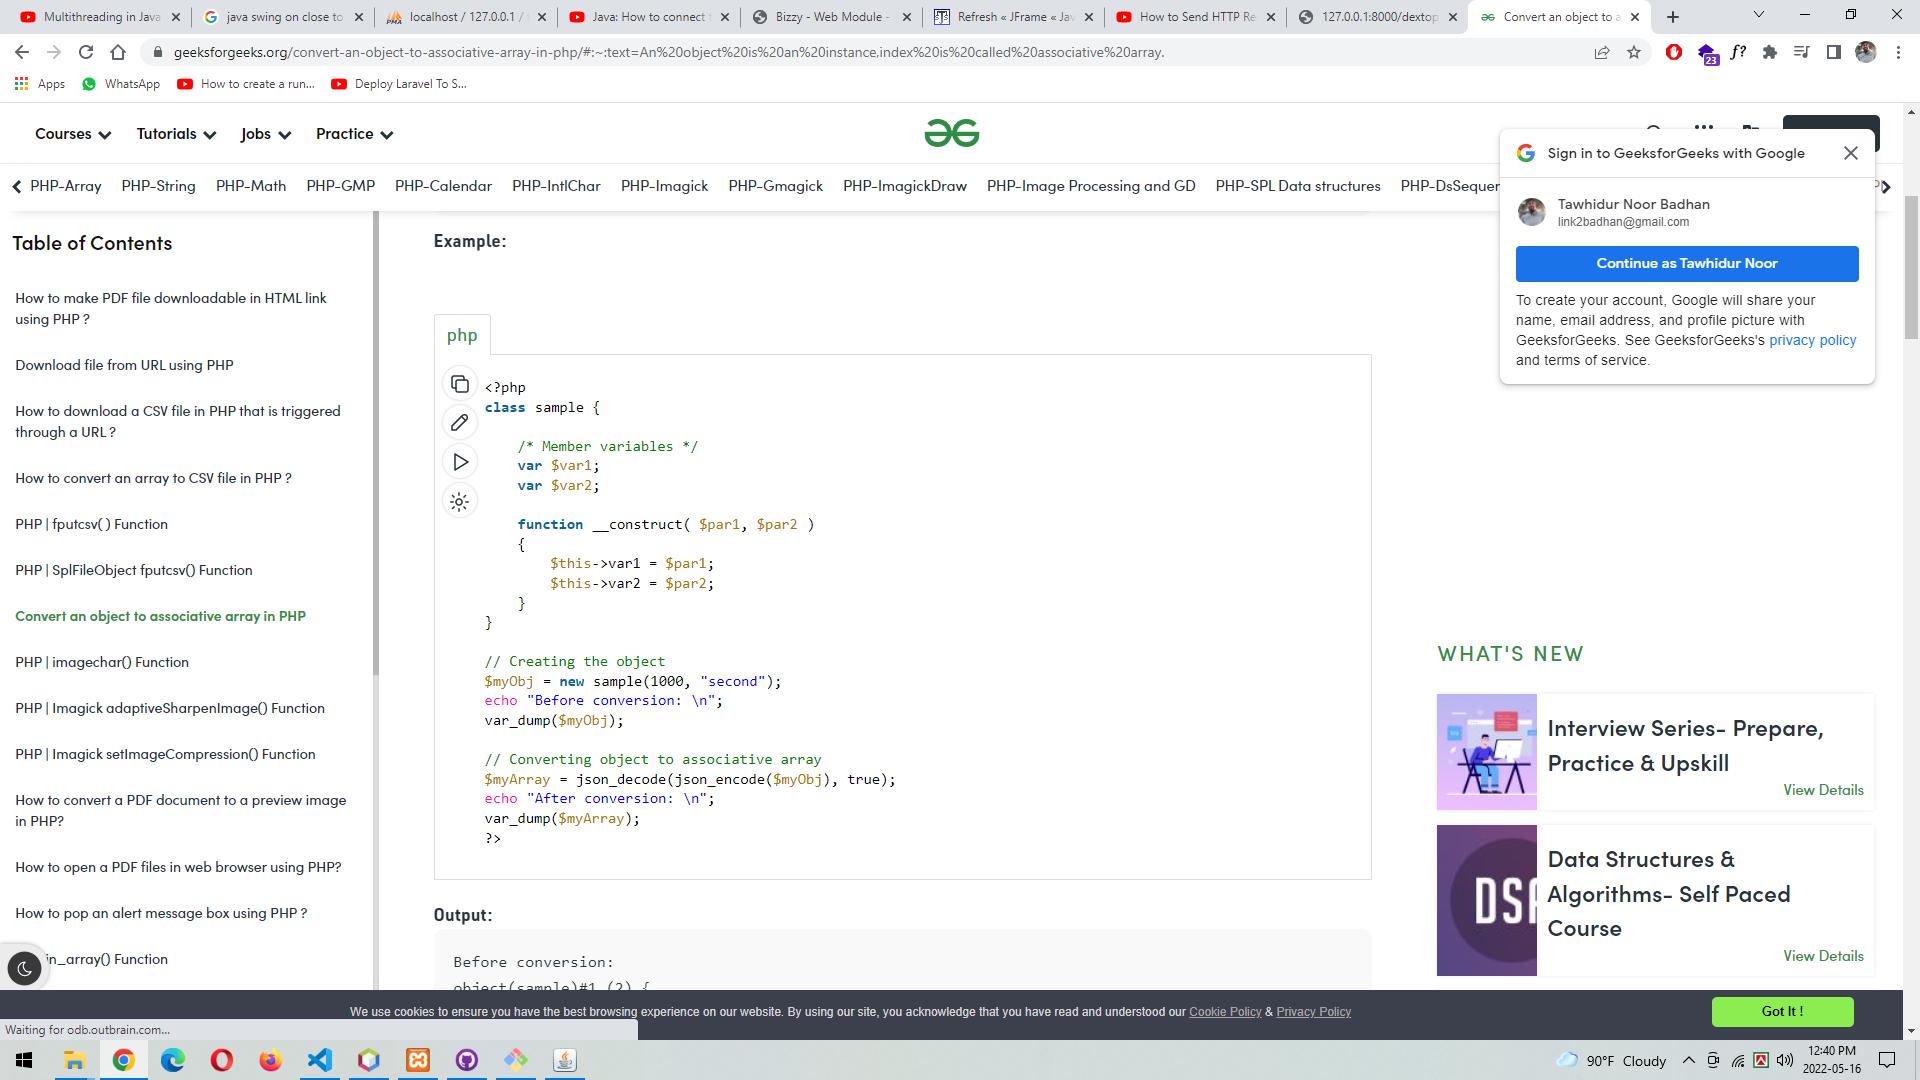 Multithreading in Java
java swing on close to
localhost / 127.0.0.1 /
Java: How to connect
Bizzy - Web Module -
Refresh « JFrame « Jav
How to Send HTTP Re
127.0.0.1:8000/dextop
Convert an object to a
geeksforgeeks.org/convert-an-object-to-associative-array-in-php/#:~:text=An%20object%20is%20an%20instance,index%20is%20called%20associative%20array.
23
f?
Apps
WhatsApp
How to create a run...
Deploy Laravel To S...
Courses
Tutorials
Jobs
Practice
PHP-Array
PHP-String
PHP-Math
PHP-GMP
PHP-Calendar
PHP-IntlChar
PHP-Imagick
PHP-Gmagick
PHP-ImagickDraw
PHP-Image Processing and GD
PHP-SPL Data structures
PHP-DsSequen
Sign in to GeeksforGeeks with Google
Tawhidur Noor Badhan
link2badhan@gmail.com
Continue as Tawhidur Noor
To create your account, Google will share your
name, email address, and profile picture with
GeeksforGeeks. See GeeksforGeeks's privacy policy
and terms of service.
Table of Contents
How to make PDF file downloadable in HTML link
using PHP ?
Download file from URL using PHP
How to download a CSV file in PHP that is triggered
through a URL ?
How to convert an array to CSV file in PHP ?
PHP | fputcsv( ) Function
PHP | SplFileObject fputcsv() Function
Convert an object to associative array in PHP
PHP | imagechar() Function
PHP | Imagick adaptiveSharpenImage() Function
PHP | Imagick setImageCompression() Function
How to convert a PDF document to a preview image
in PHP?
How to open a PDF files in web browser using PHP?
How to pop an alert message box using PHP ?
in_array() Function
Example:
php
<?php
class sample {
/* Member variables */
var $var1;
var $var2;
function __construct( $par1, $par2 )
{
$this->var1 = $par1;
$this->var2 = $par2;
}
}
// Creating the object
$myObj = new sample(1000, "second");
echo "Before conversion: \n";
var_dump($myObj);
// Converting object to associative array
$myArray = json_decode(json_encode($myObj), true);
echo "After conversion: \n";
var_dump($myArray);
?>
Output:
Before conversion:
object(sample)#1 (2) {
WHAT'S NEW
Interview Series- Prepare,
Practice & Upskill
View Details
DSA
Data Structures &
Algorithms- Self Paced
Course
View Details
We use cookies to ensure you have the best browsing experience on our website. By using our site, you acknowledge that you have read and understood our Cookie Policy & Privacy Policy
Got It !
Waiting for odb.outbrain.com...
90°F Cloudy
12:40 PM
2022-05-16